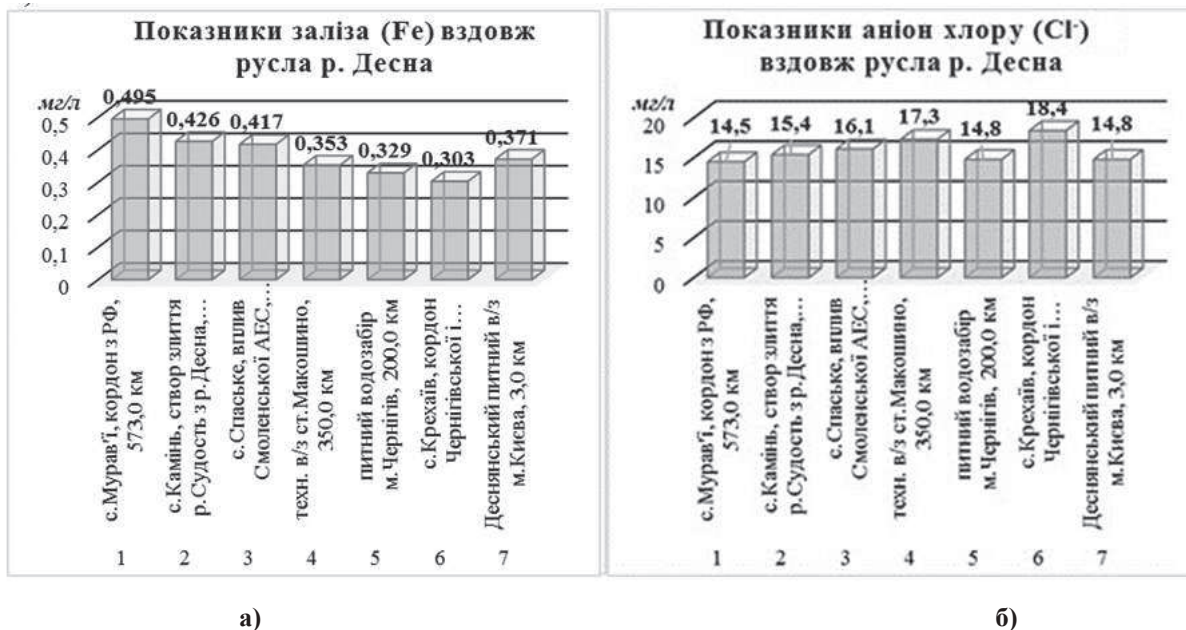 Показники заліза (Fe) вздовж
русла р. Десна
мг/л
0,5
0,4
0,3
0,2
0,1
0
0,495
0,426
0,417
0,353
0,329
0,303
0,371
с.Мурав'ї, кордон з РФ,
573,0 км
с.Камінь, створ злиття
р.Судость з р.Десна,…
с.Спаське, вплив
Смоленської АЕС,…
техн. в/з ст.Макошино,
350,0 км
питний водозабір
м.Чернігів, 200,0 км
с.Крехаїв, кордон
Чернігівської і…
Деснянський питний в/з
м.Києва, 3,0 км
1 2 3 4 5 6 7
а)
Показники аніон хлору (Cl-)
вздовж русла р. Десна
мг/л
20
15
10
5
0
14,5
15,4
16,1
17,3
14,8
18,4
14,8
с.Мурав'ї, кордон з РФ,
573,0 км
с.Камінь, створ злиття
р.Судость з р.Десна,…
с.Спаське, вплив
Смоленської АЕС,…
техн. в/з ст.Макошино,
350,0 км
питний водозабір
м.Чернігів, 200,0 км
с.Крехаїв, кордон
Чернігівської і…
Деснянський питний в/з
м.Києва, 3,0 км
1 2 3 4 5 6 7
б)